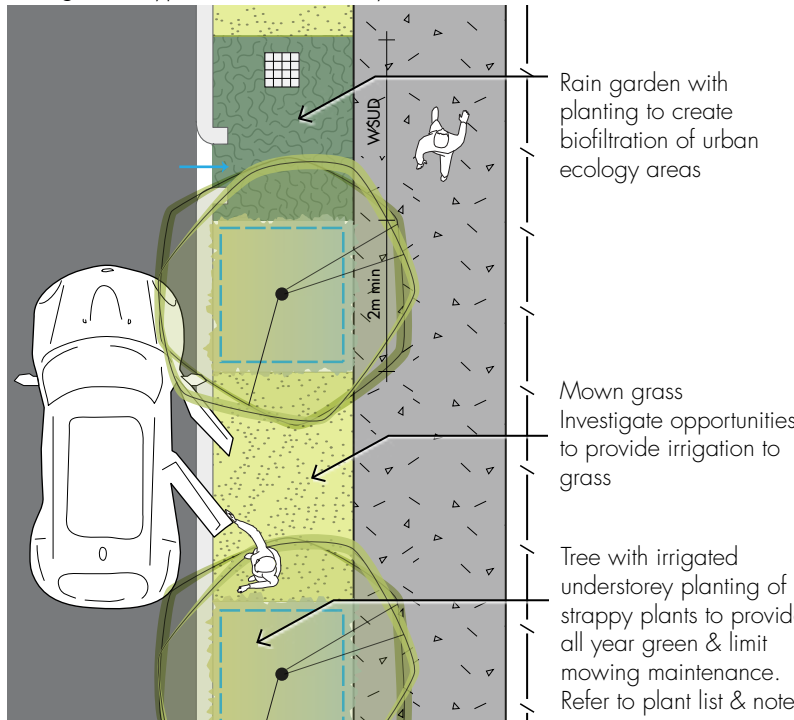 Rain garden with
planting to create
biofiltration of urban
ecology areas
WSUD
2m min
Mown grass
Investigate opportunities
to provide irrigation to
grass
Tree with irrigated
understorey planting of
strappy plants to provid
all year green & limit
mowing maintenance.
Refer to plant list & note